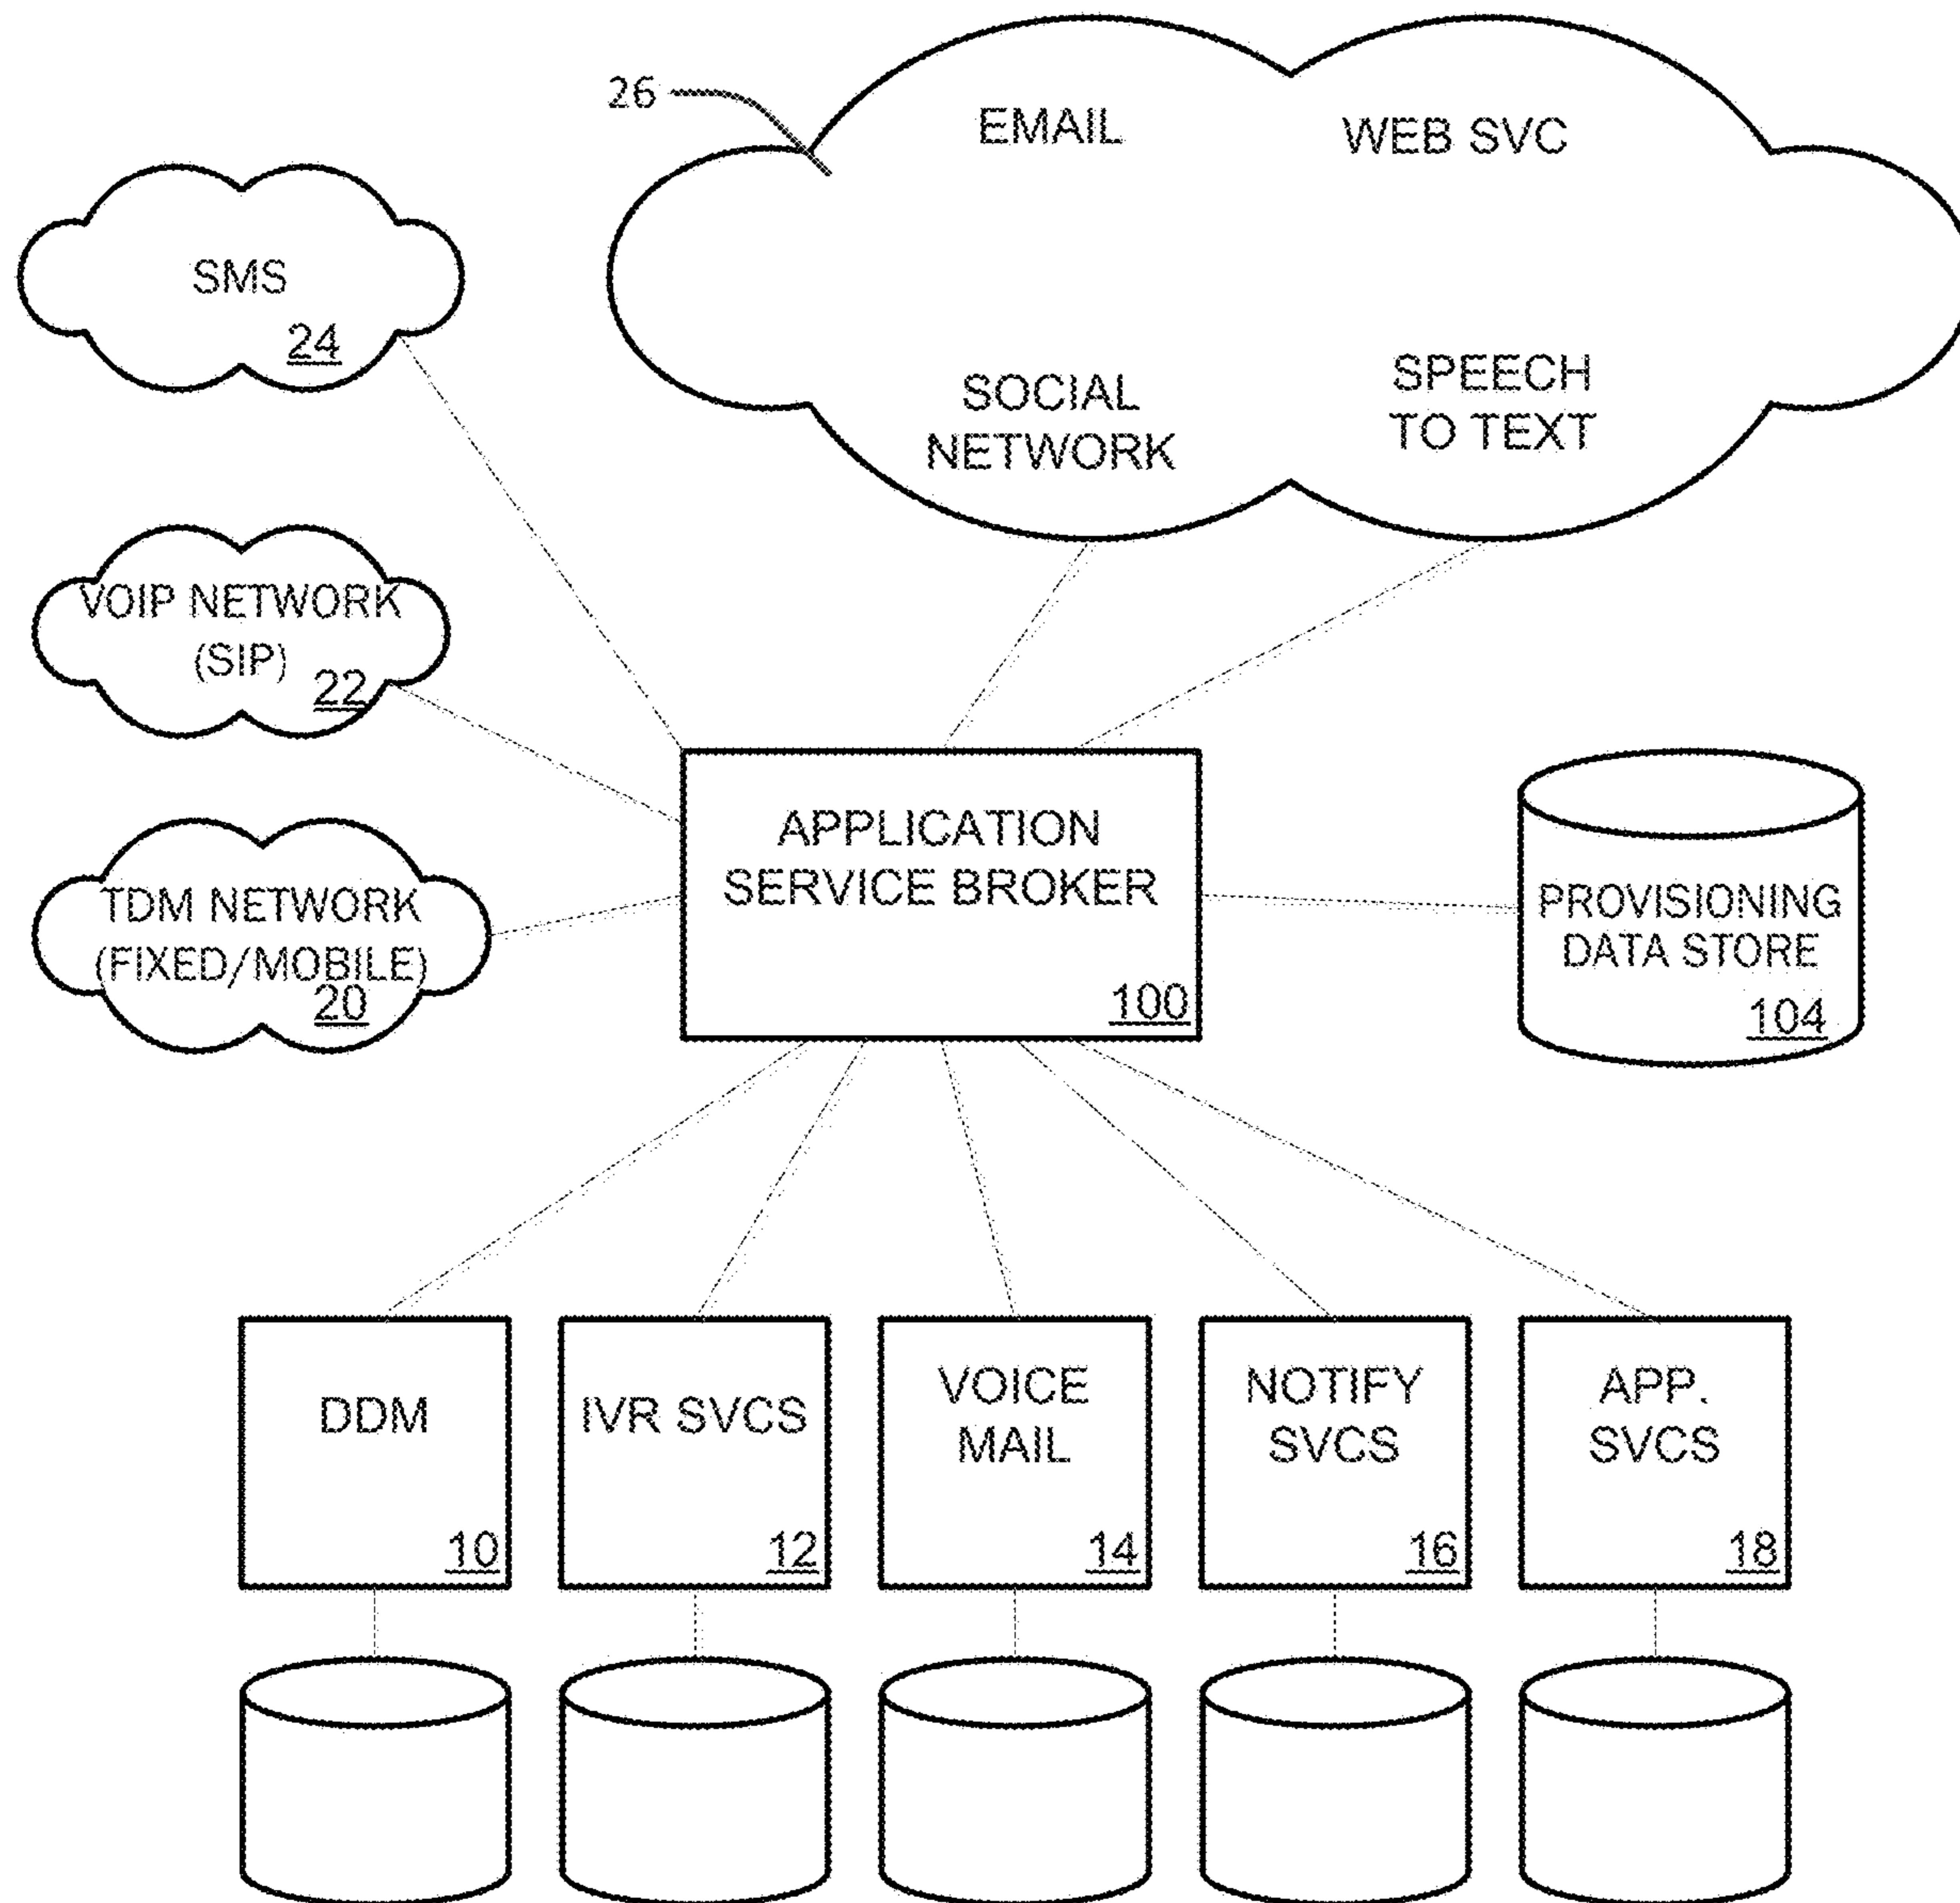 26
EMAIL
WEB SVC
SMS
24
SOCIAL
NETWORK
SPEECH
TO TEXT
VOIP NETWORK
(SIP)
22
TDM NETWORK
(FIXED/MOBILE)
20
APPLICATION
SERVICE BROKER
100
PROVISIONING
DATA STORE
104
DDM
10
IVR SVCS
12
VOICE
MAIL
14
NOTIFY
SVCS
16
APP.
SVCS
18